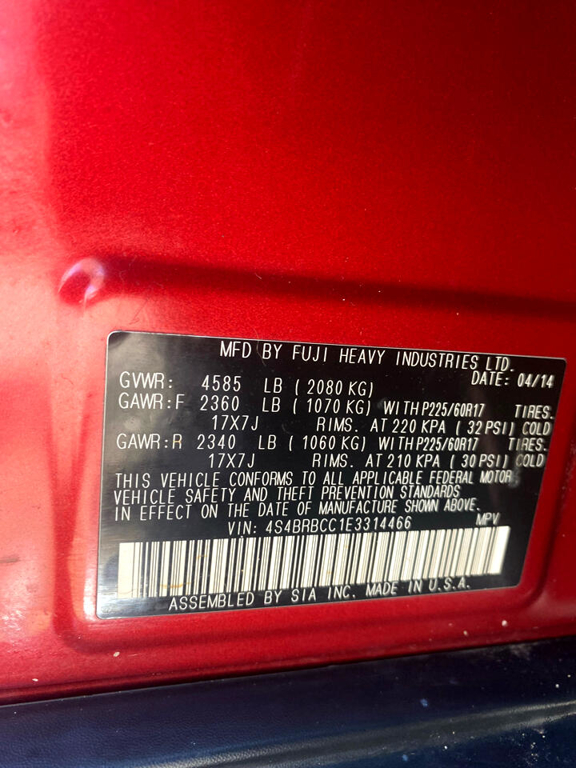 MFD BY FUJI HEAVY INDUSTRIES LTD.
DATE: 04/14
GVWR: 4585 LB (2080 KG)
GAWR:F 2360 LB (1070 KG) WITH P225/60R17 TIRES.
17X7J RIMS. AT 220 KPA (32 PSI) COLD
GAWR:R 2340 LB (1060 KG) WITH P225/60R17 TIRES.
17X7J RIMS. AT 210 KPA (30 PSI) COLD
THIS VEHICLE CONFORMS TO ALL APPLICABLE FEDERAL MOTOR
VEHICLE SAFETY AND THEFT PREVENTION STANDARDS
IN EFFECT ON THE DATE OF MANUFACTURE SHOWN ABOVE.
VIN: 4S4BRBCC1E3314466 MPV
ASSEMBLED BY SIA INC. MADE IN U.S.A.